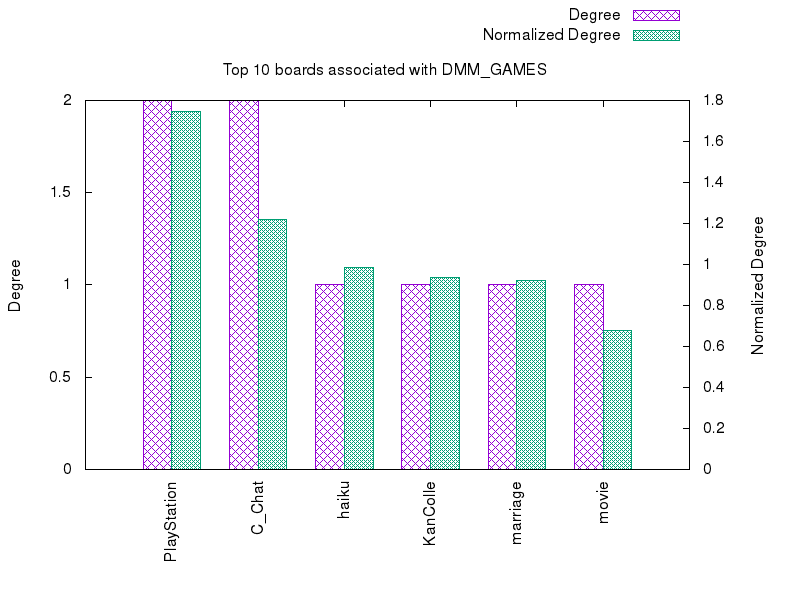 Degree
Normalized Degree
Top 10 boards associated with DMM_GAMES
2
1.5
1
0.5
0
Degree
1.8
1.6
1.4
1.2
1
0.8
0.6
0.4
0.2
0
Normalized Degree
PlayStation
C_Chat
haiku
KanColle
marriage
movie